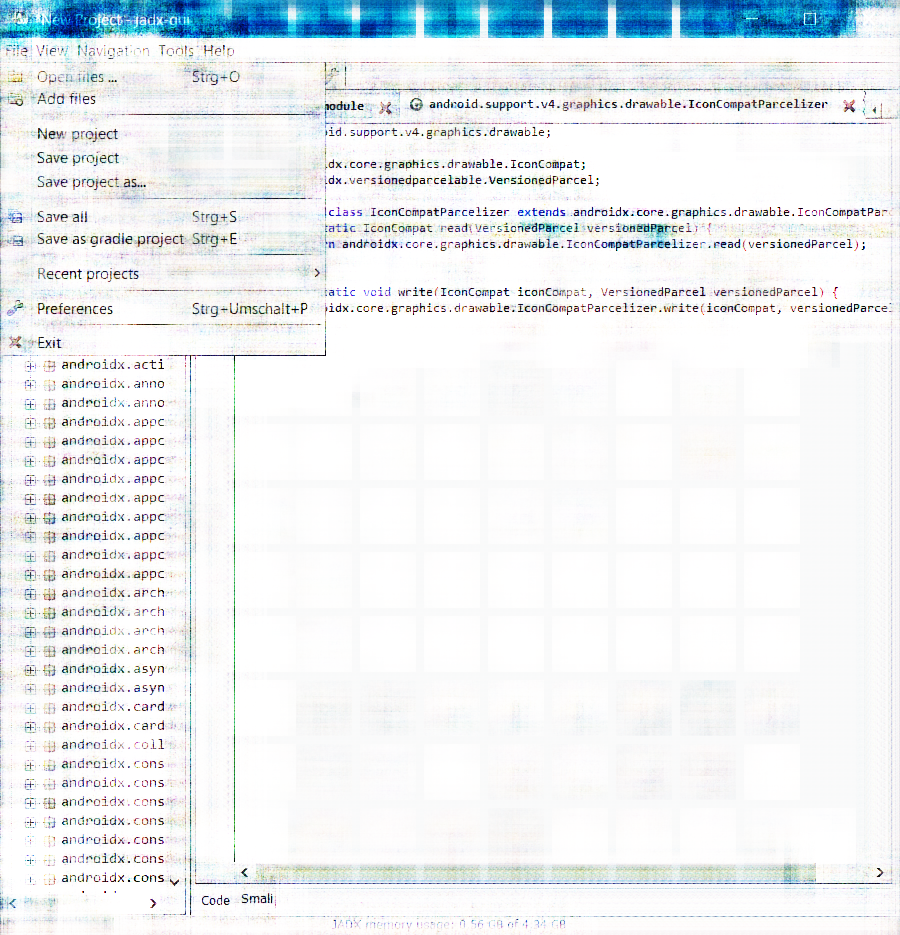 New Project - jadx-gui
File View Navigation Tools Help
Open files ... Strg+O
Add files
New project
Save project
Save project as...
Save all Strg+S
Save as gradle project Strg+E
Recent projects
Preferences Strg+Umschalt+P
Exit
module android.support.v4.graphics.drawable.IconCompatParcelizer
id.support.v4.graphics.drawable;
idx.core.graphics.drawable.IconCompat;
idx.versionedparcelable.VersionedParcel;
class IconCompatParcelizer extends androidx.core.graphics.drawable.IconCompatPar
tatic IconCompat read(VersionedParcel versionedParcel) {
n androidx.core.graphics.drawable.IconCompatParcelizer.read(versionedParcel);
tatic void write(IconCompat iconCompat, VersionedParcel versionedParcel) {
idx.core.graphics.drawable.IconCompatParcelizer.write(iconCompat, versionedParce
androidx.acti
androidx.anno
androidx.anno
androidx.appc
androidx.appc
androidx.appc
androidx.appc
androidx.appc
androidx.appc
androidx.appc
androidx.appc
androidx.appc
androidx.arch
androidx.arch
androidx.arch
androidx.arch
androidx.asyn
androidx.asyn
androidx.card
androidx.card
androidx.coll
androidx.cons
androidx.cons
androidx.cons
androidx.cons
androidx.cons
androidx.cons
androidx.cons
Code Smali
JADX memory usage: 0.56 GB of 4.34 GB